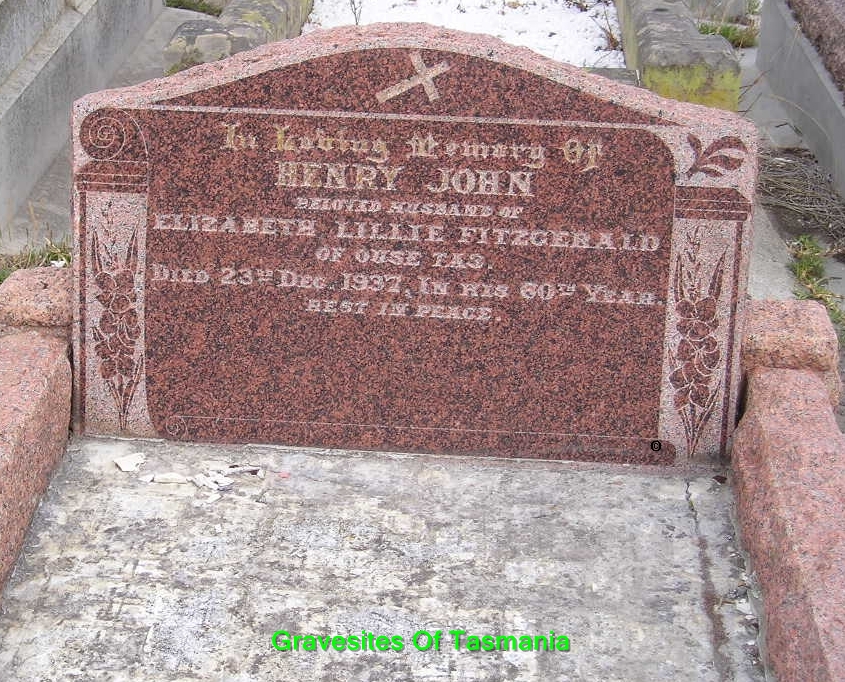 In Loving Memory Of
HENRY JOHN
BELOVED HUSBAND OF
ELIZABETH LILLIE FITZGERALD
OF OUSE TAS.
DIED 23RD DEC. 1937, IN HIS 60TH YEAR.
REST IN PEACE.
Gravesites Of Tasmania